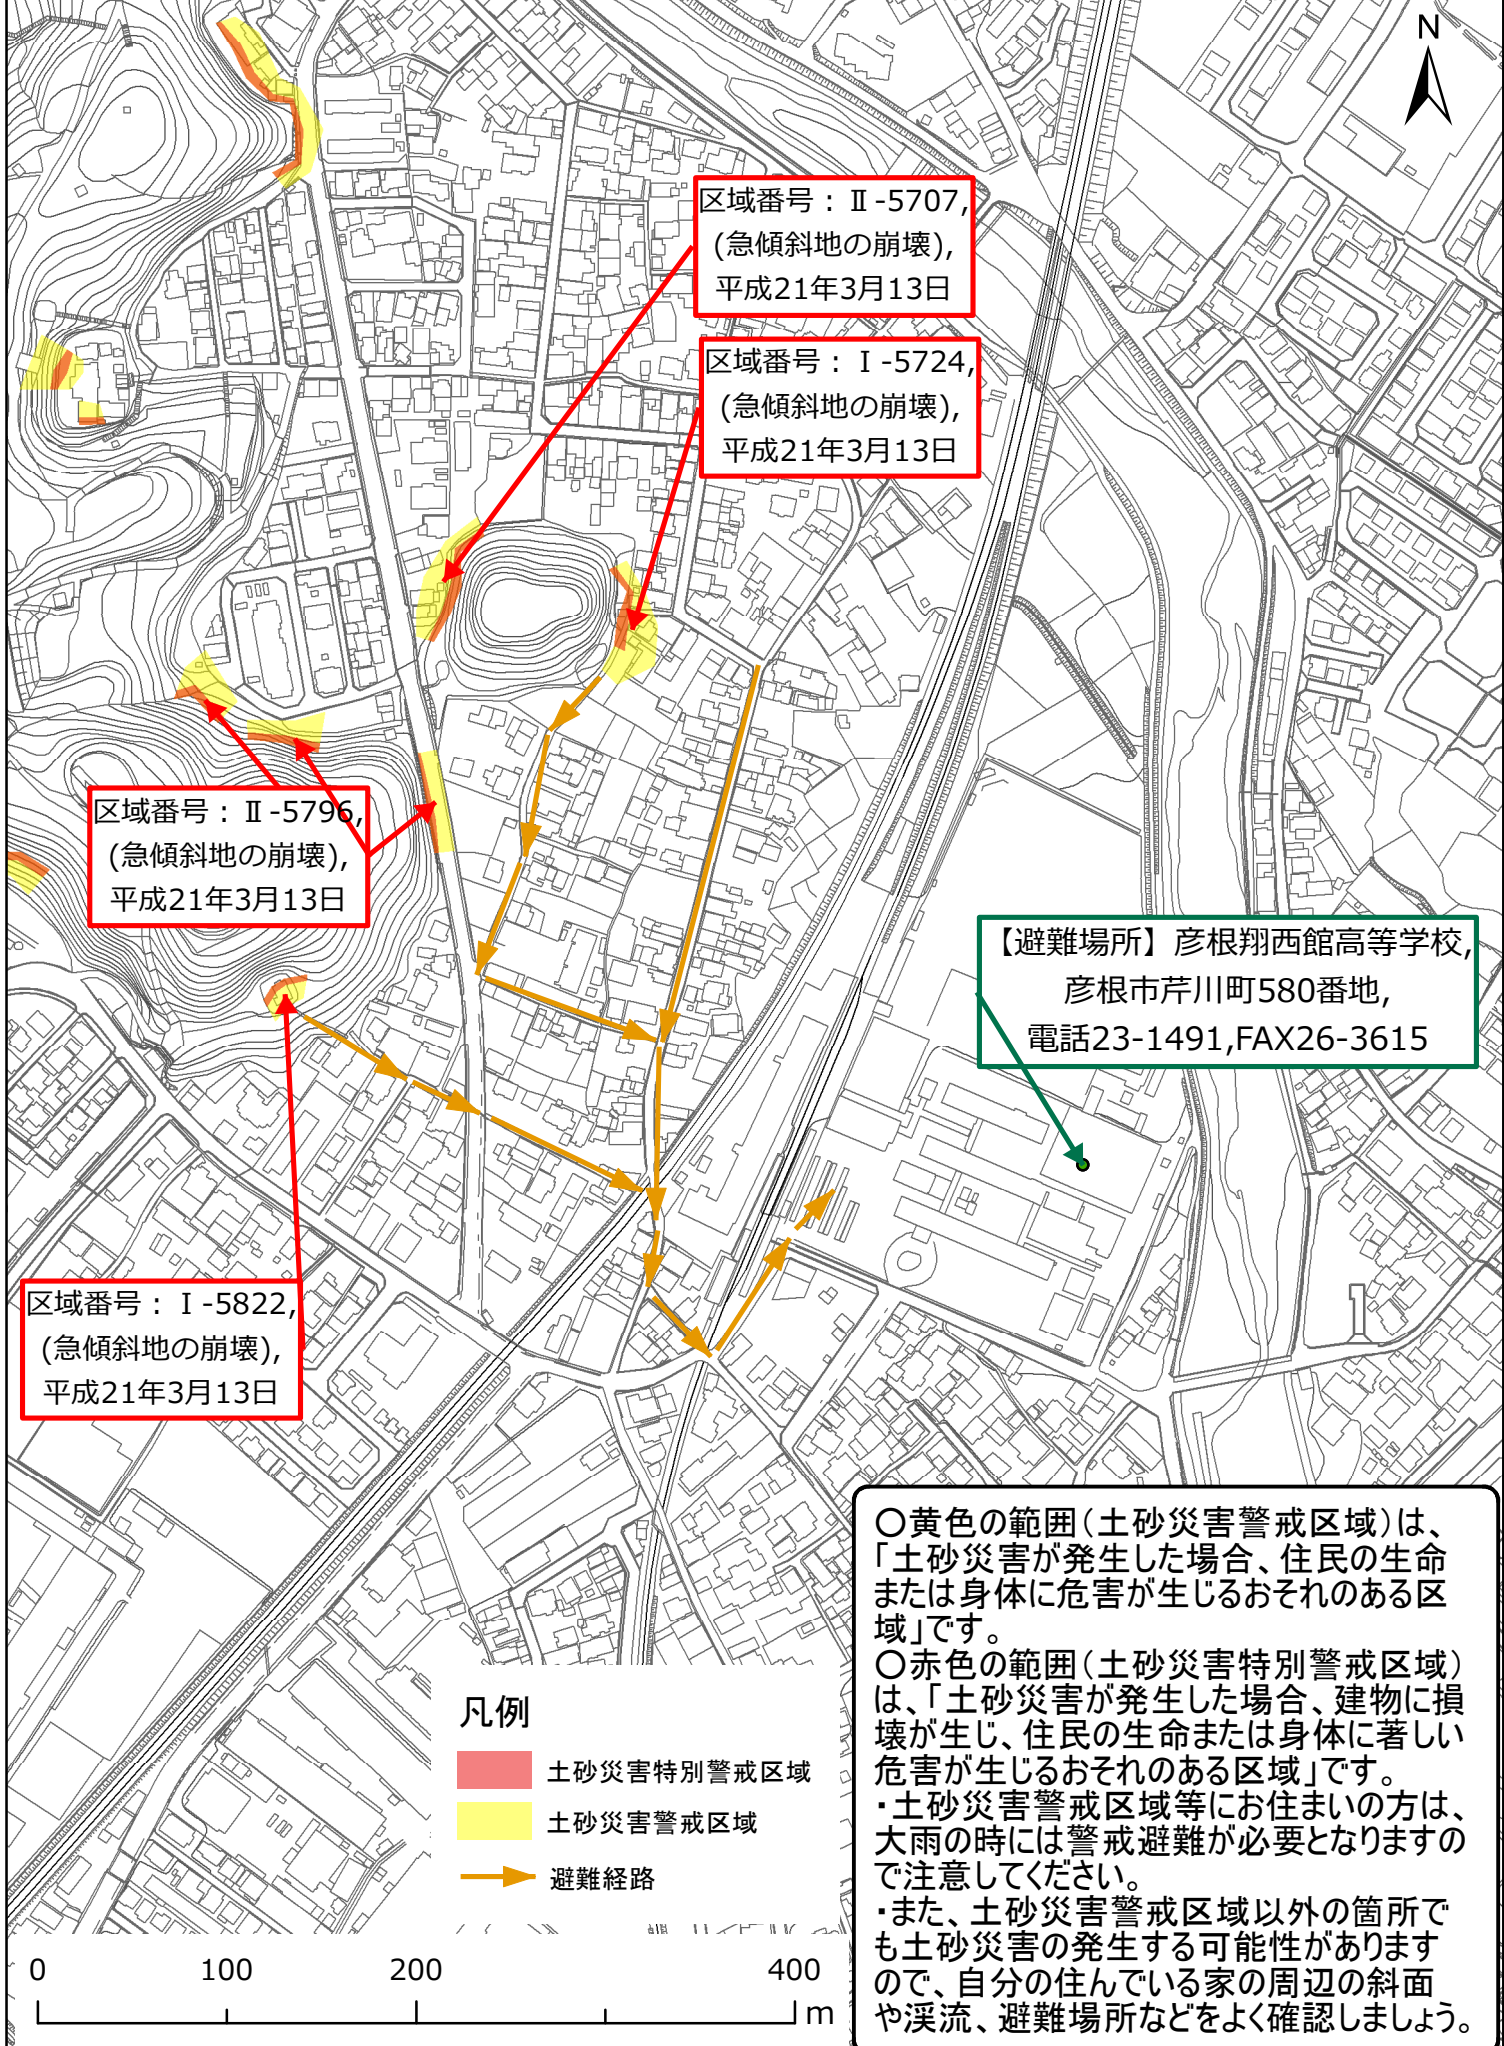 N
区域番号：Ⅱ-5707,
(急傾斜地の崩壊),
平成21年3月13日
区域番号：Ⅰ-5724,
(急傾斜地の崩壊),
平成21年3月13日
区域番号：Ⅱ-5796,
(急傾斜地の崩壊),
平成21年3月13日
【避難場所】彦根翔西館高等学校,
彦根市芹川町580番地,
電話23-1491,FAX26-3615
区域番号：Ⅰ-5822,
(急傾斜地の崩壊),
平成21年3月13日
凡例
土砂災害特別警戒区域
土砂災害警戒区域
避難経路
0 100 200 400
m
○黄色の範囲（土砂災害警戒区域）は、
「土砂災害が発生した場合、住民の生命
または身体に危害が生じるおそれのある区
域」です。
○赤色の範囲（土砂災害特別警戒区域）
は、「土砂災害が発生した場合、建物に損
壊が生じ、住民の生命または身体に著しい
危害が生じるおそれのある区域」です。
・土砂災害警戒区域等にお住まいの方は、
大雨の時には警戒避難が必要となりますの
で注意してください。
・また、土砂災害警戒区域以外の箇所で
も土砂災害の発生する可能性があります
ので、自分の住んでいる家の周辺の斜面
や渓流、避難場所などをよく確認しましょう。